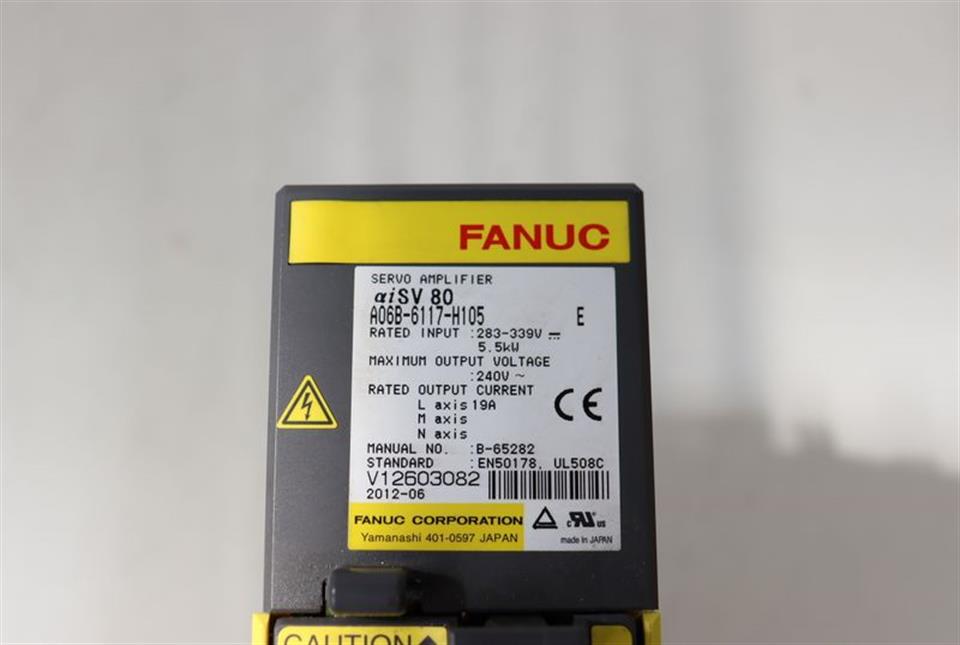 FANUC
SERVO AMPLIFIER
αiSV 80
A06B-6117-H105 E
RATED INPUT :283-339V ⎓
5.5kW
MAXIMUM OUTPUT VOLTAGE
:240V ~
RATED OUTPUT CURRENT
L axis 19A
M axis
N axis
CE
MANUAL NO. :B-65282
STANDARD :EN50178, UL508C
V12603082
2012-06
FANUC CORPORATION
Yamanashi 401-0597 JAPAN
c RU us
made in JAPAN
CAUTION